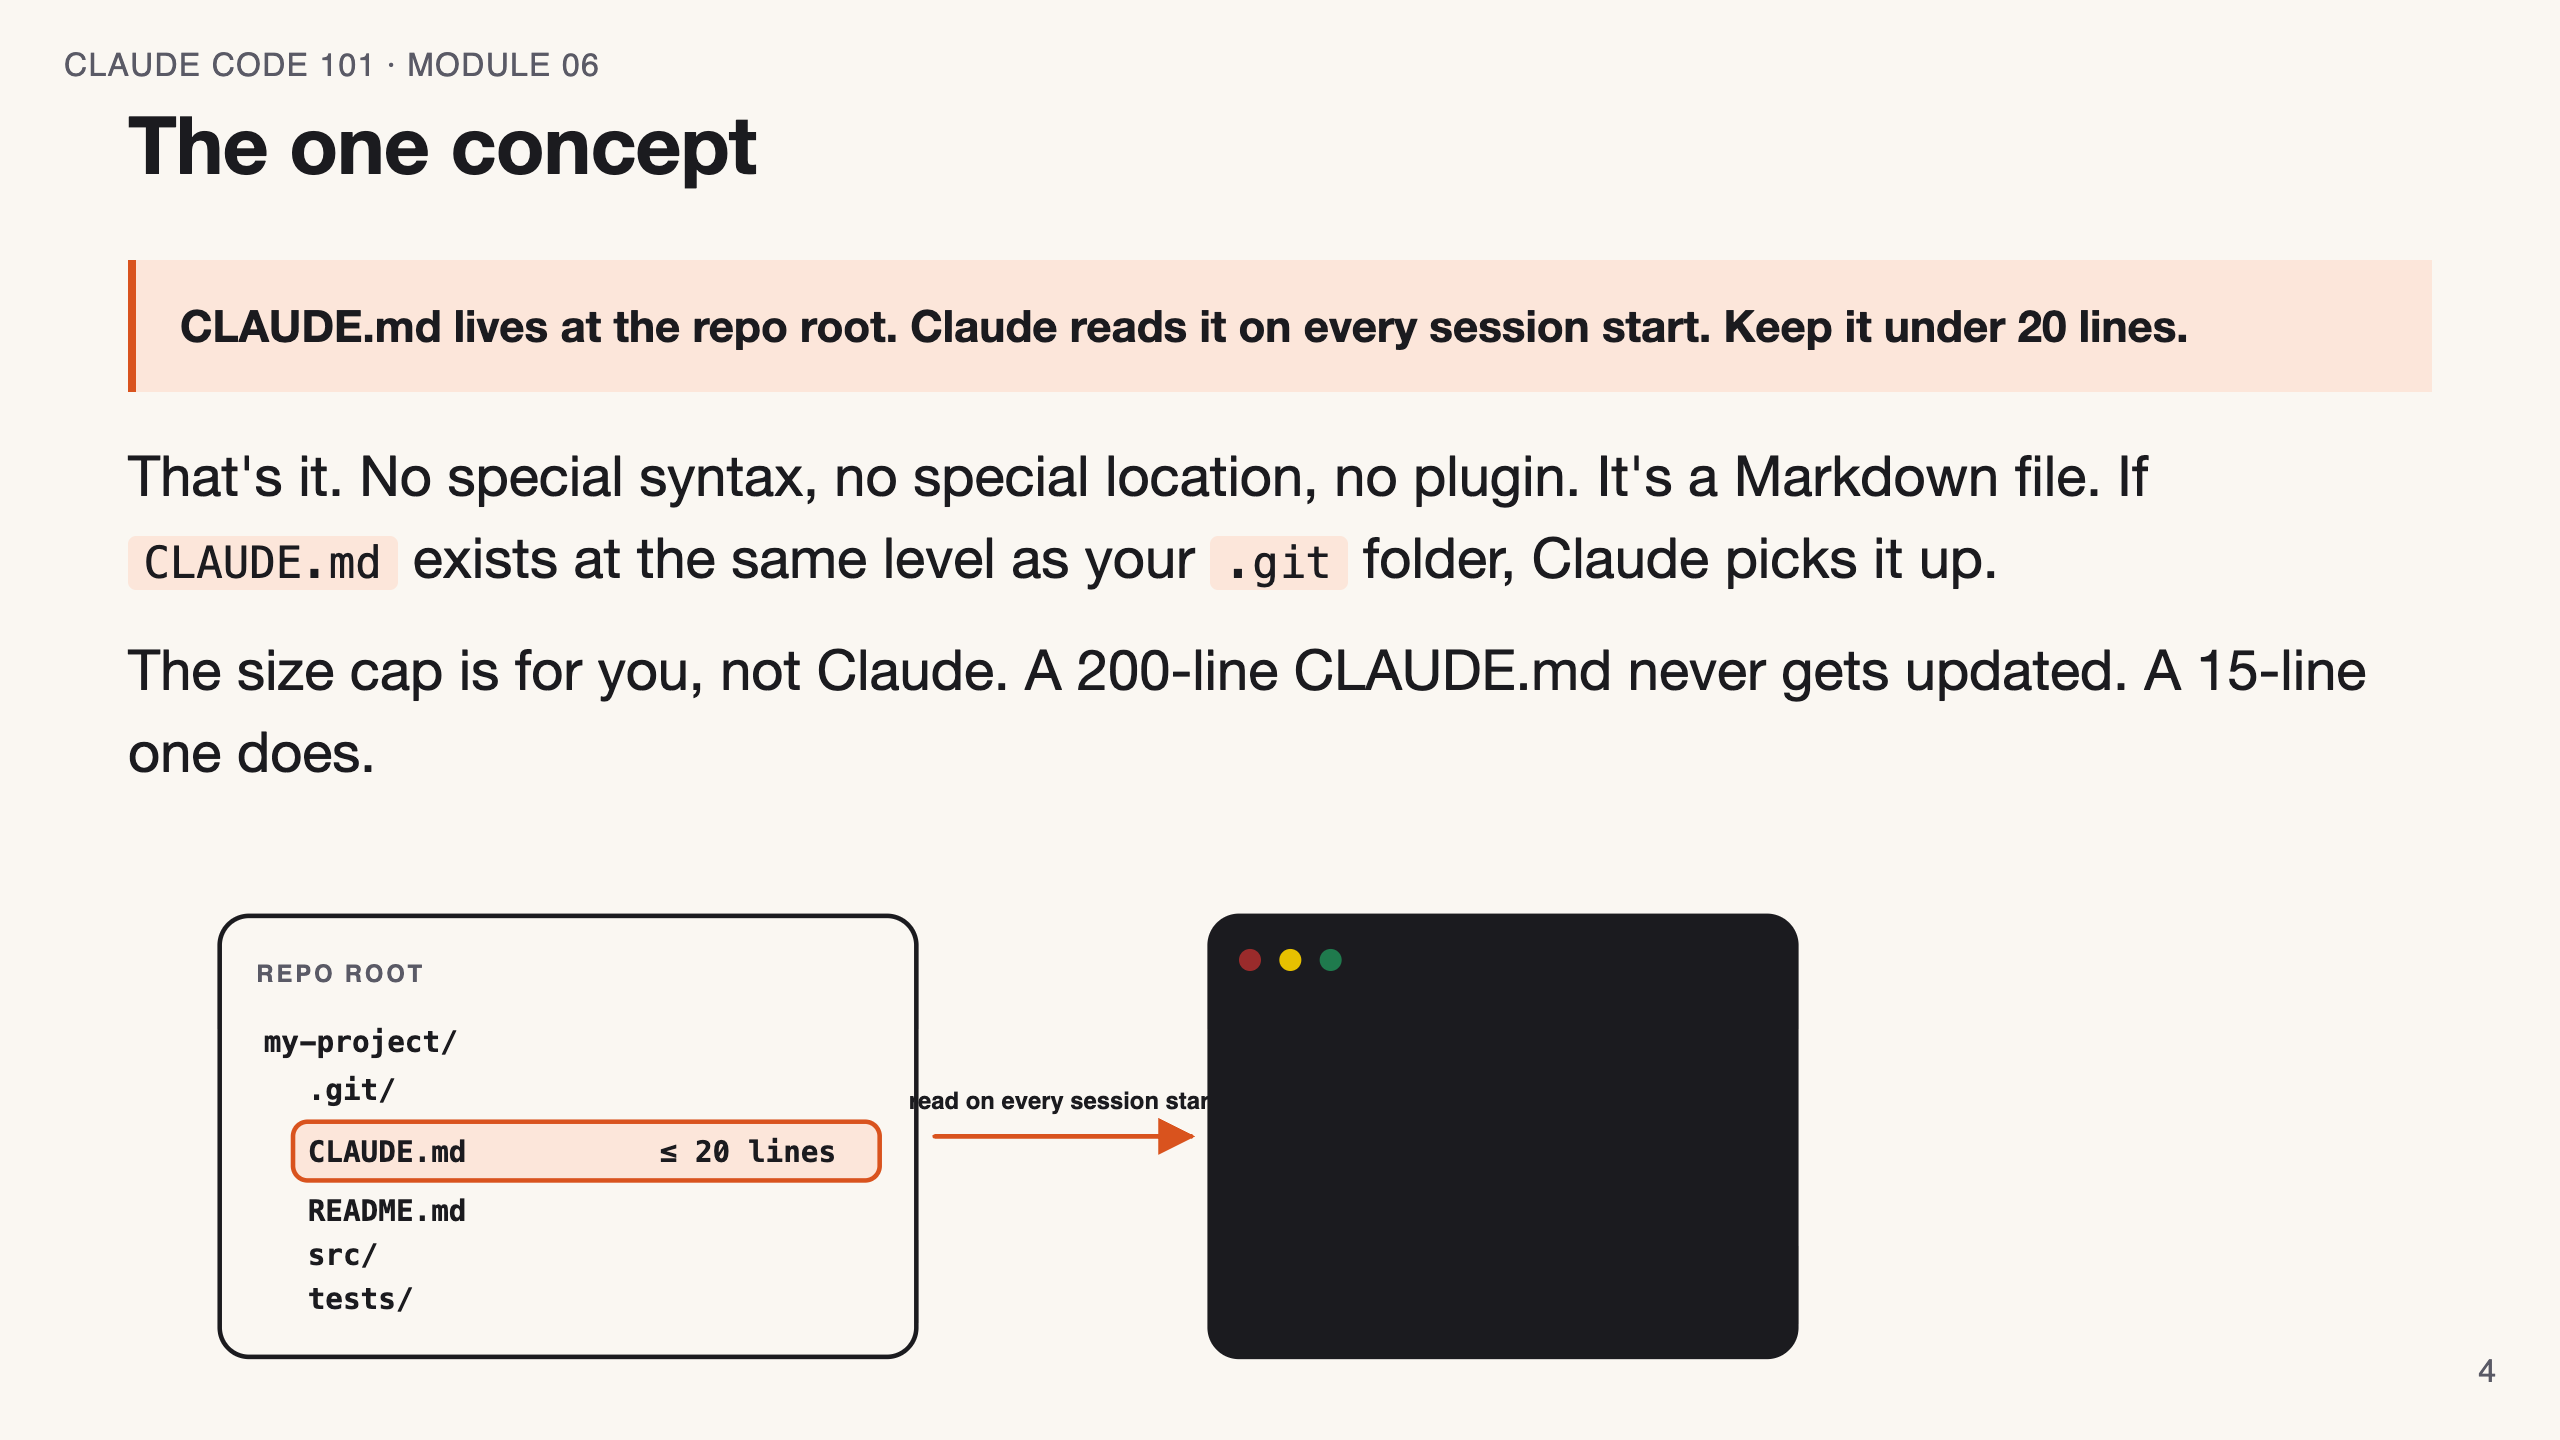 CLAUDE CODE 101 · MODULE 06
The one concept
CLAUDE.md lives at the repo root. Claude reads it on every session start. Keep it under 20 lines.
That's it. No special syntax, no special location, no plugin. It's a Markdown file. If
CLAUDE.md exists at the same level as your .git folder, Claude picks it up.
The size cap is for you, not Claude. A 200-line CLAUDE.md never gets updated. A 15-line
one does.
REPO ROOT
my-project/
.git/
CLAUDE.md ≤ 20 lines
README.md
src/
tests/
read on every session star
4